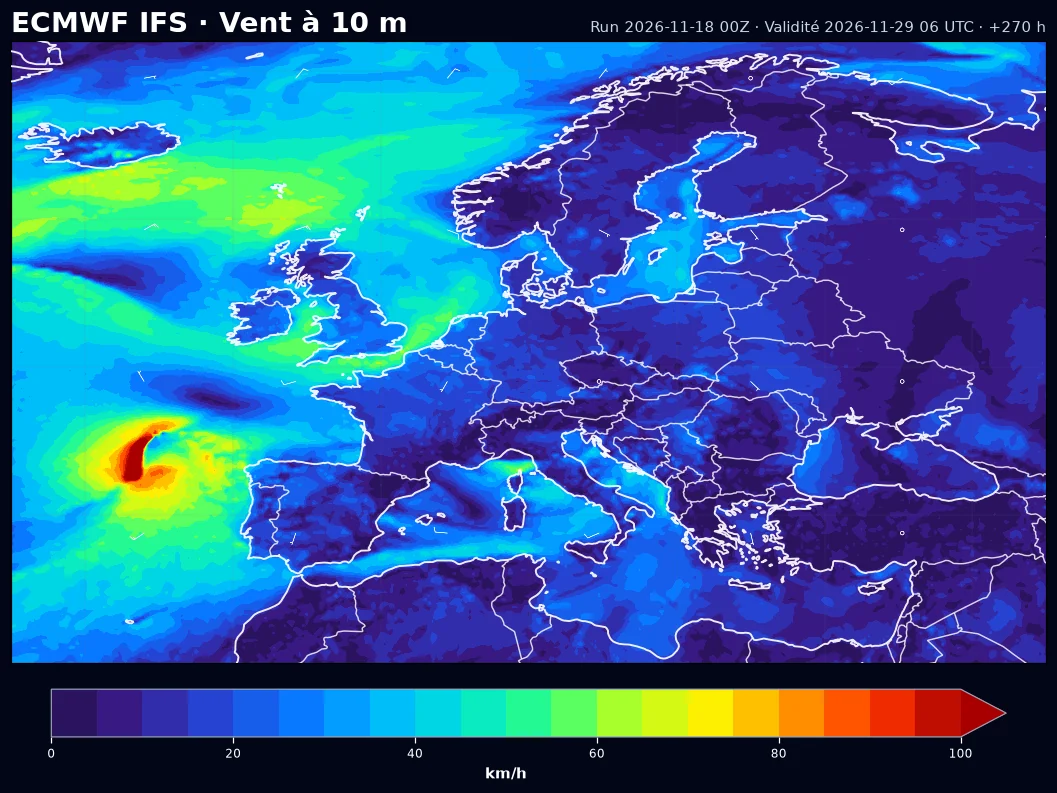 ECMWF IFS · Vent à 10 m
Run 2026-11-18 00Z · Validité 2026-11-29 06 UTC · +270 h
0 20 40 60 80 100
km/h